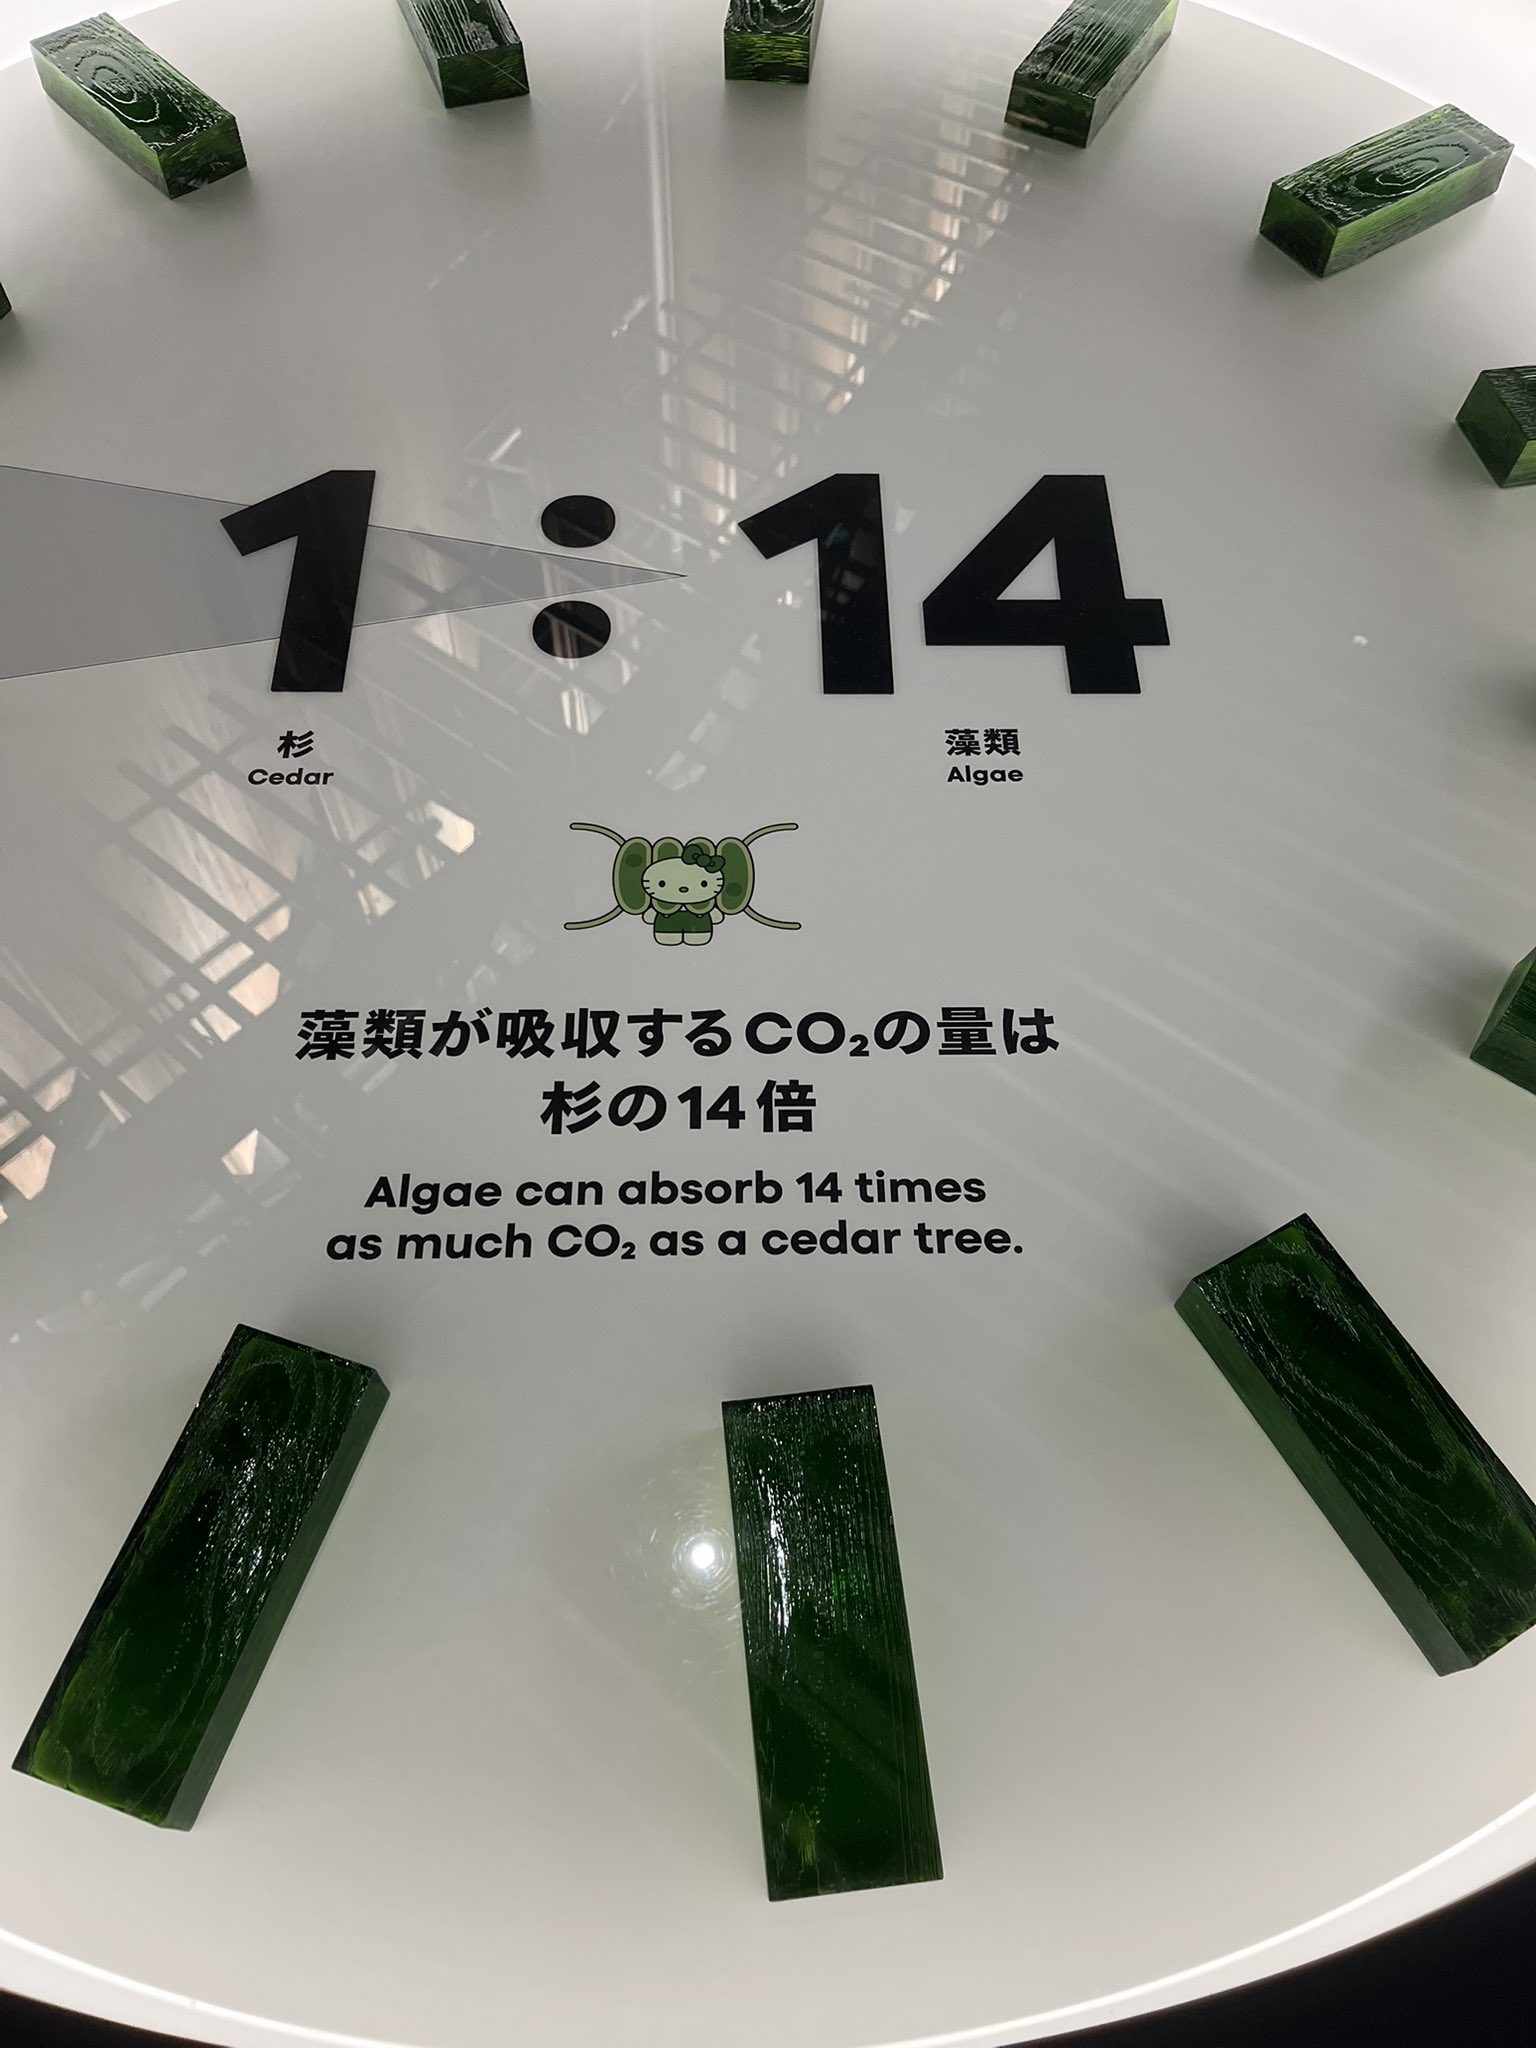 1:14
杉
Cedar
藻類
Algae
藻類が吸収するCO₂の量は
杉の14倍
Algae can absorb 14 times
as much CO₂ as a cedar tree.